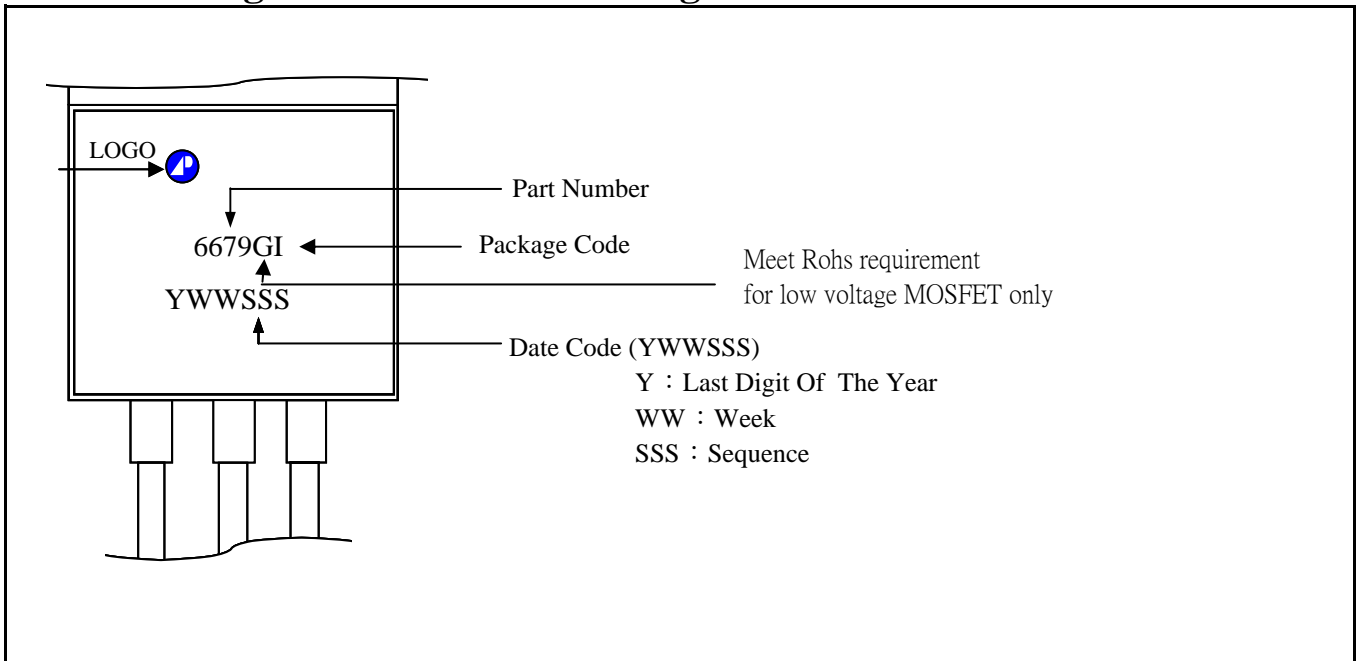 LOGO
Part Number
6679GI
Package Code
Meet Rohs requirement
for low voltage MOSFET only
YWWSSS
Date Code (YWWSSS)
Y：Last Digit Of The Year
WW：Week
SSS：Sequence